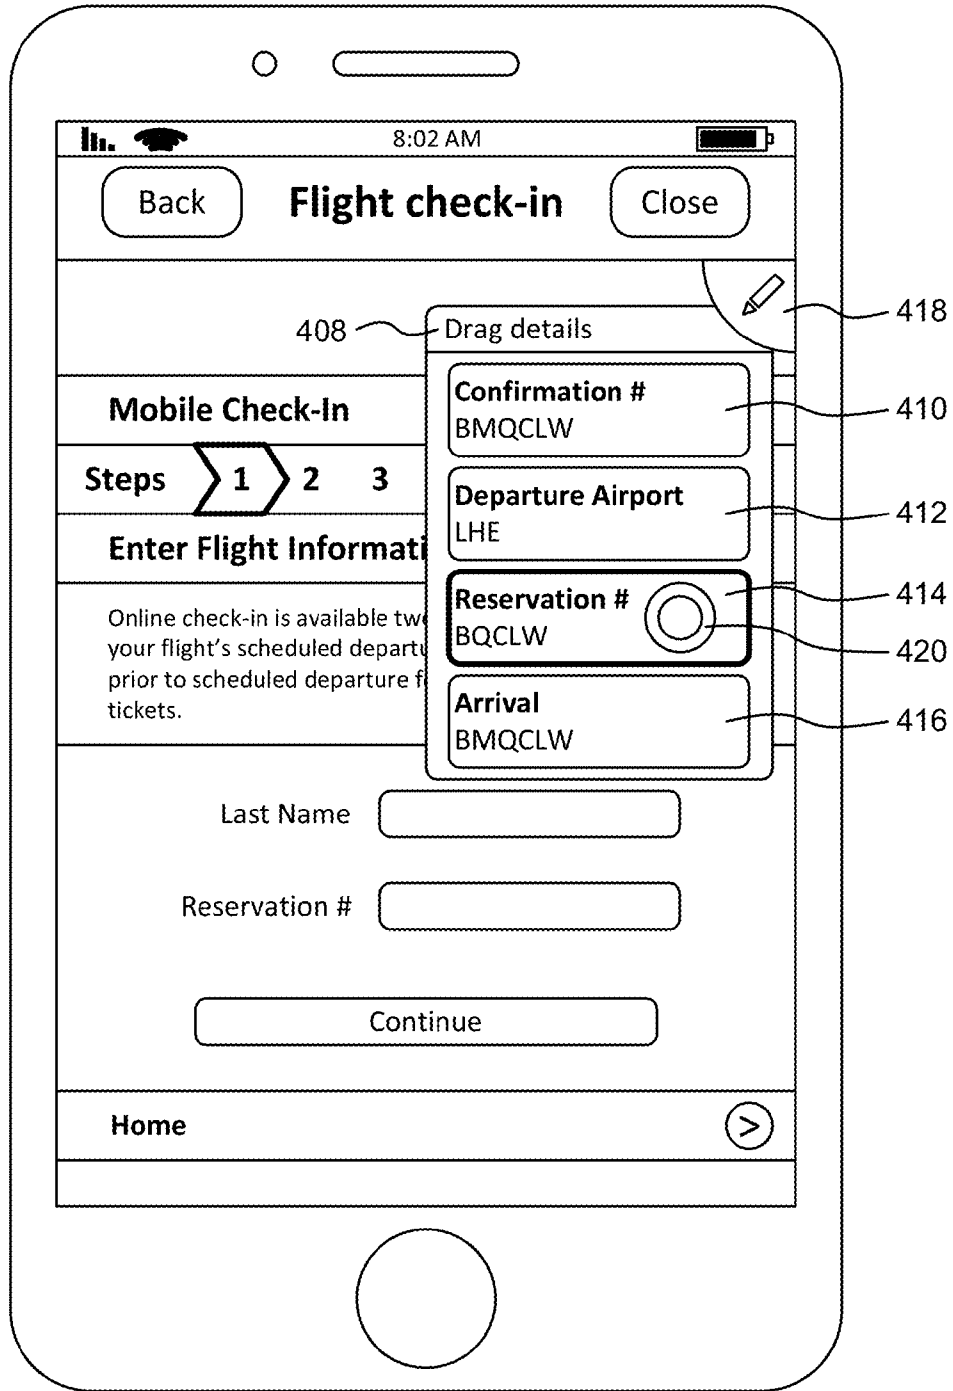 8:02 AM
Back
Flight check-in
Close
418
408
Drag details
Confirmation #
BMQCLW
410
Mobile Check-In
Steps 1 2 3
Departure Airport
LHE
412
Enter Flight Informati
Reservation #
BQCLW
414
420
Online check-in is available
your flight's scheduled
prior to scheduled departure
tickets.
Arrival
BMQCLW
416
Last Name
Reservation #
Continue
Home
>